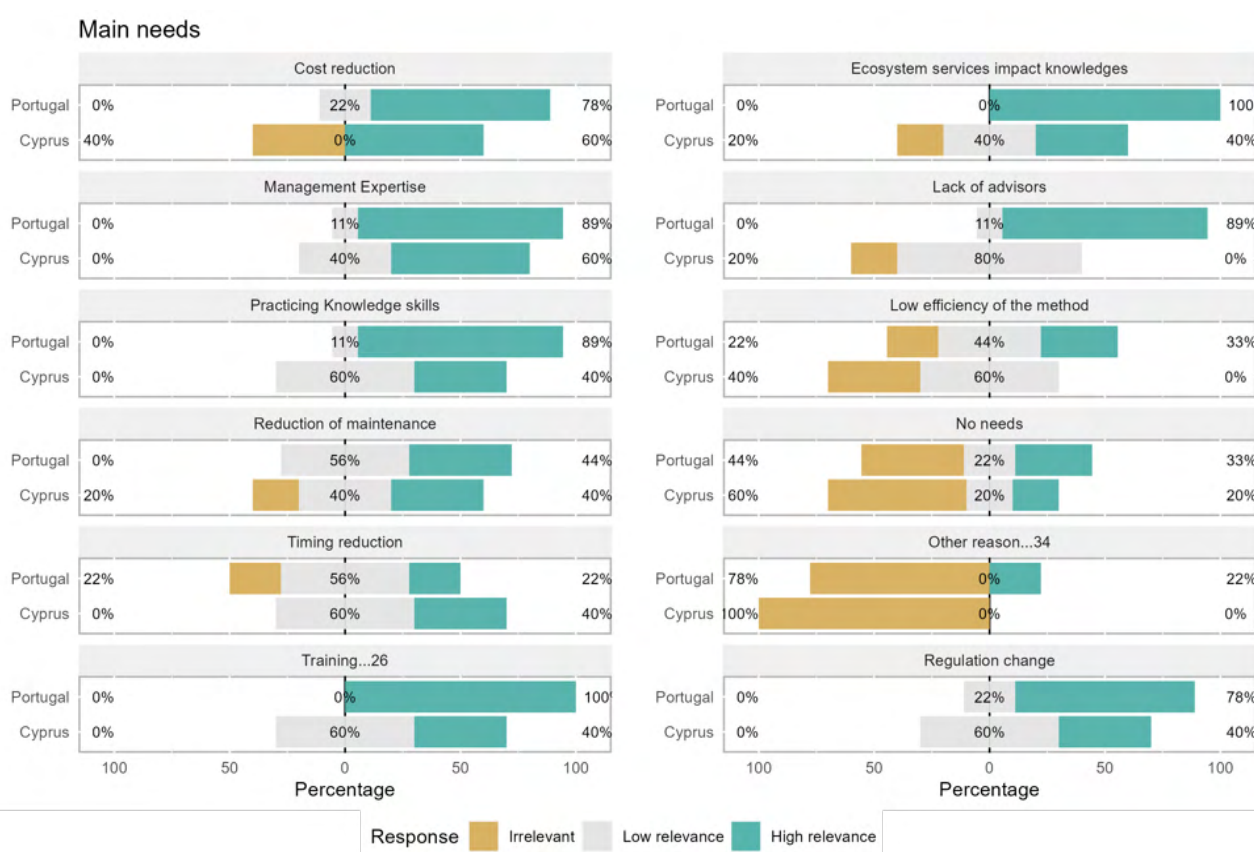 Main needs
Cost reduction
Portugal 0% 22% 78%
Cyprus 40% 0% 60%
Management Expertise
Portugal 0% 11% 89%
Cyprus 0% 40% 60%
Practicing Knowledge skills
Portugal 0% 11% 89%
Cyprus 0% 60% 40%
Reduction of maintenance
Portugal 0% 56% 44%
Cyprus 20% 40% 40%
Timing reduction
Portugal 22% 56% 22%
Cyprus 0% 60% 40%
Training...26
Portugal 0% 0% 100
Cyprus 0% 60% 40%
100 50 0 50 100
Percentage
Ecosystem services impact knowledges
Portugal 0% 0% 100
Cyprus 20% 40% 40%
Lack of advisors
Portugal 0% 11% 89%
Cyprus 20% 80% 0%
Low efficiency of the method
Portugal 22% 44% 33%
Cyprus 40% 60% 0%
No needs
Portugal 44% 22% 33%
Cyprus 60% 20% 20%
Other reason...34
Portugal 78% 0% 22%
Cyprus 100% 0% 0%
Regulation change
Portugal 0% 22% 78%
Cyprus 0% 60% 40%
100 50 0 50 100
Percentage
Response Irrelevant Low relevance High relevance